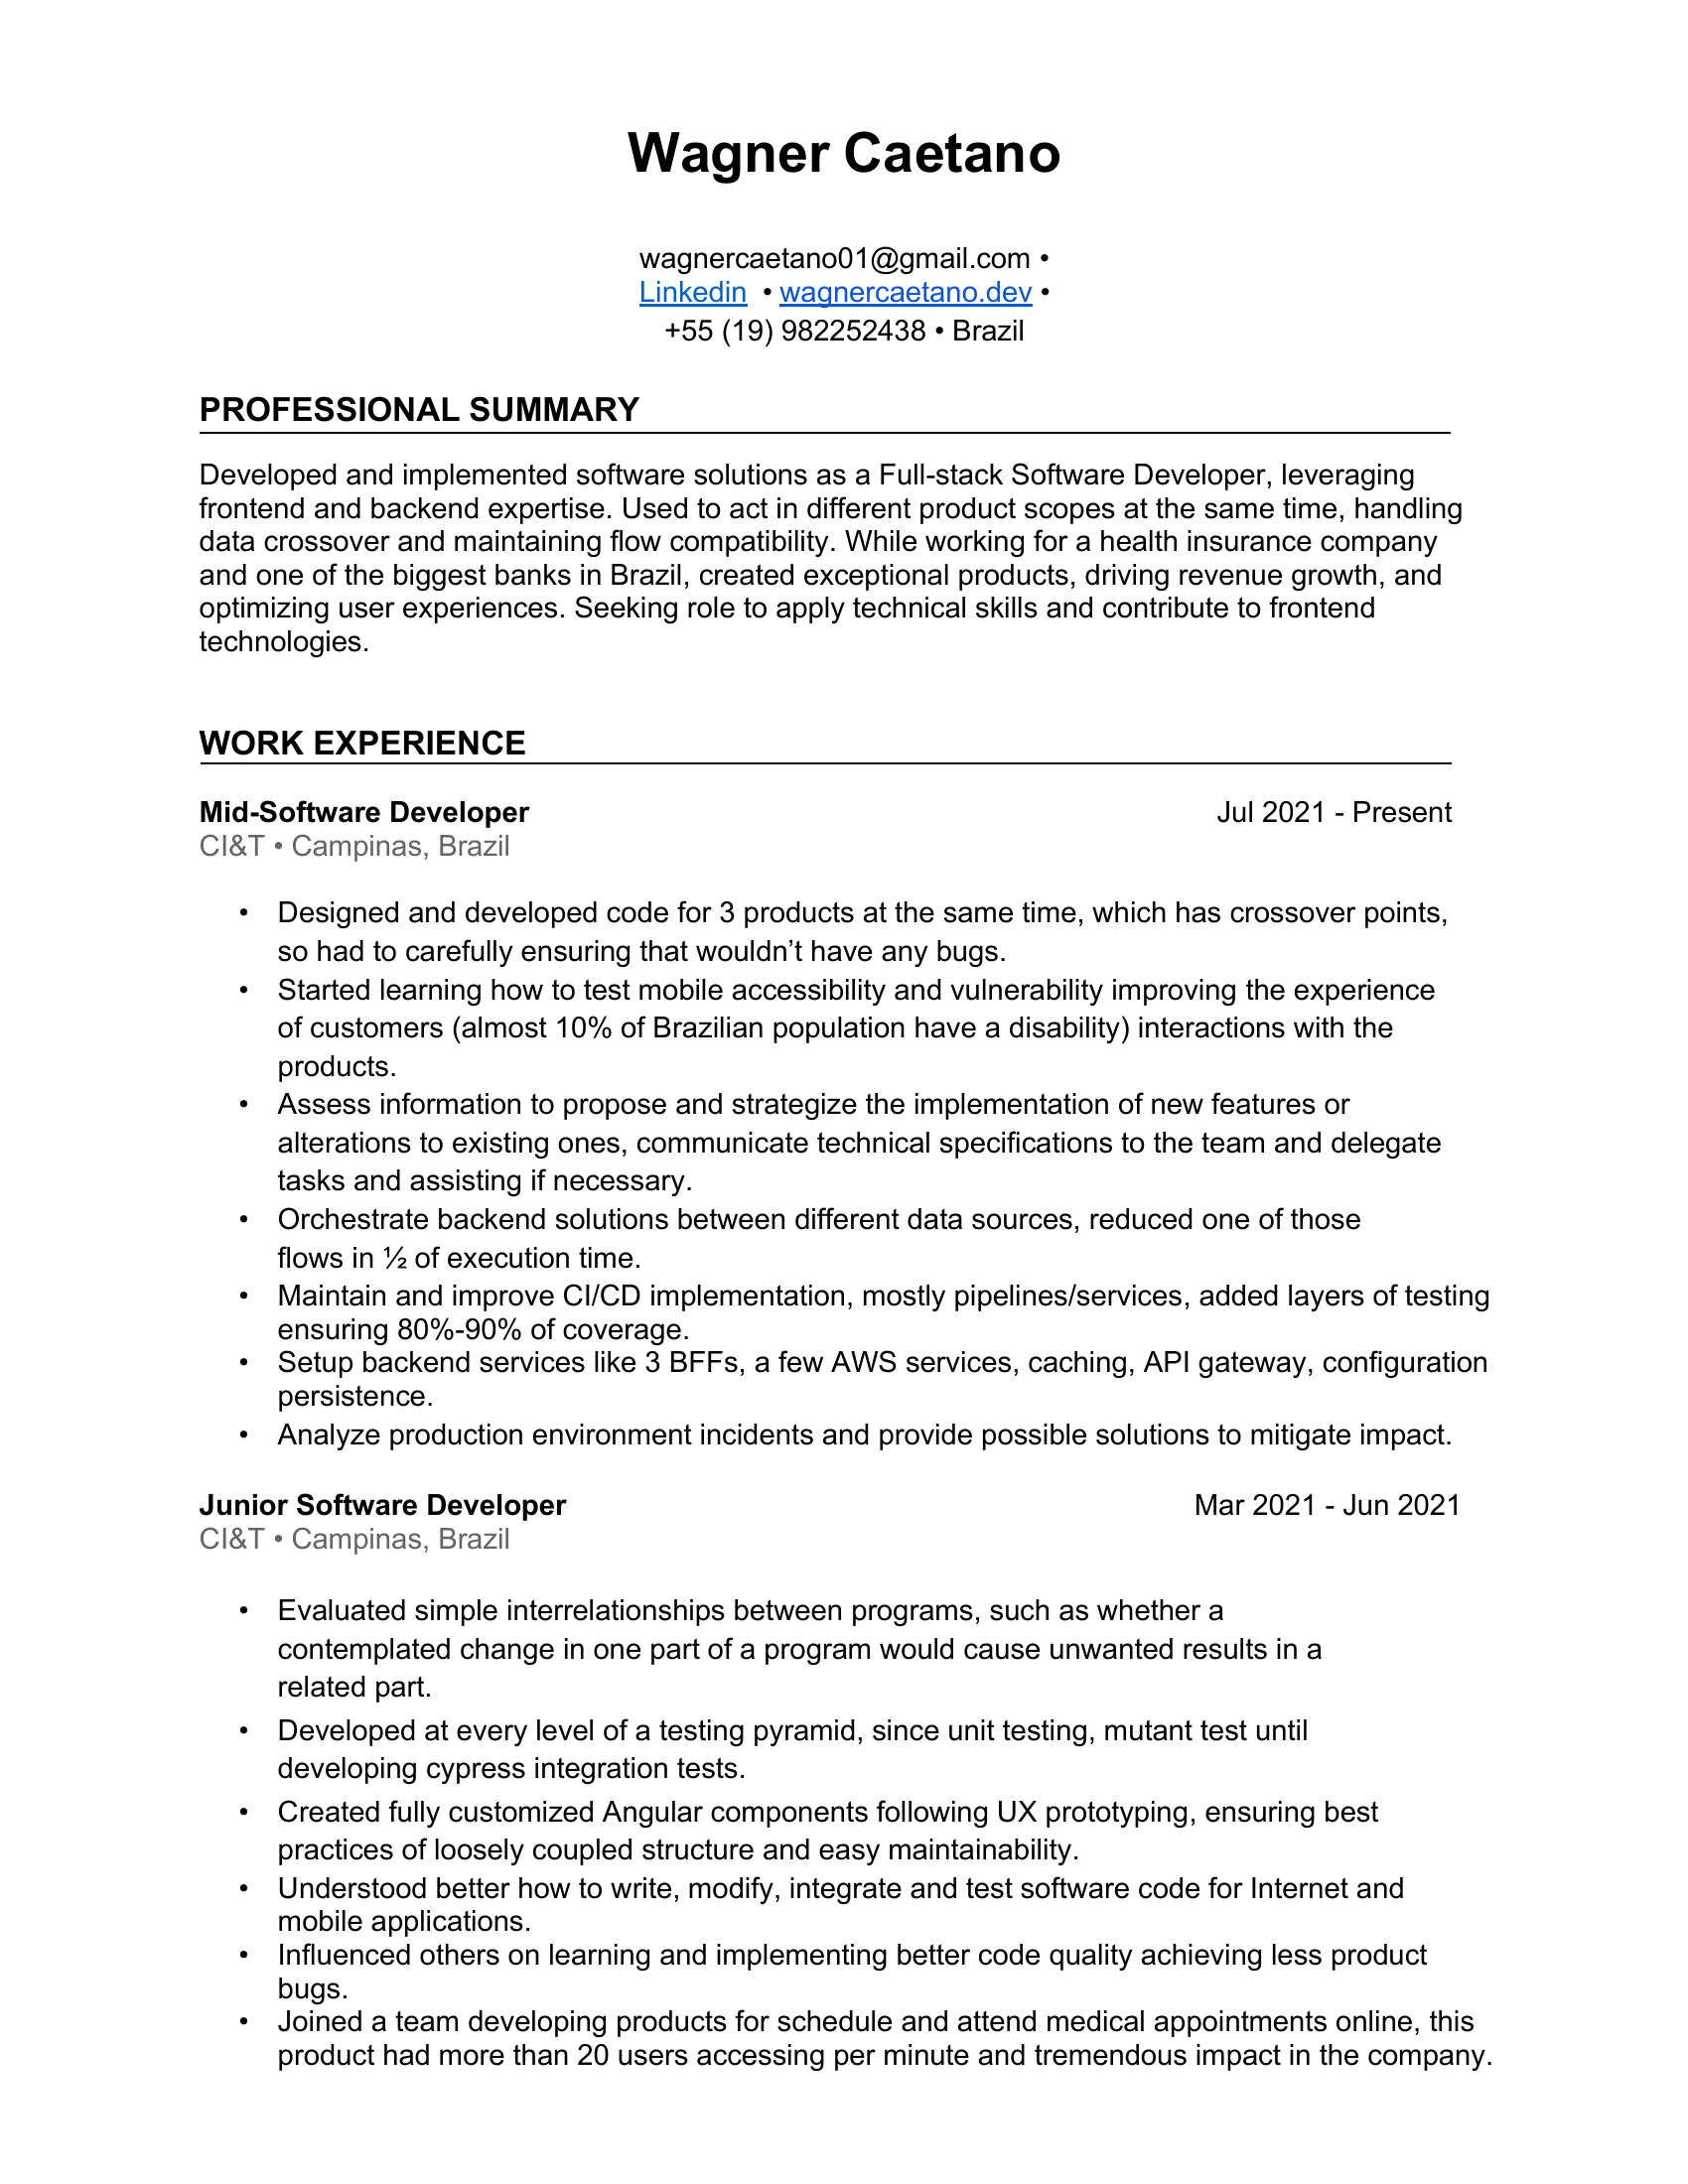 Wagner Caetano
wagnercaetano01@gmail.com •
Linkedin • wagnercaetano.dev •
+55 (19) 982252438 • Brazil
PROFESSIONAL SUMMARY
Developed and implemented software solutions as a Full-stack Software Developer, leveraging
frontend and backend expertise. Used to act in different product scopes at the same time, handling
data crossover and maintaining flow compatibility. While working for a health insurance company
and one of the biggest banks in Brazil, created exceptional products, driving revenue growth, and
optimizing user experiences. Seeking role to apply technical skills and contribute to frontend
technologies.
WORK EXPERIENCE
Mid-Software Developer Jul 2021 - Present
CI&T • Campinas, Brazil
• Designed and developed code for 3 products at the same time, which has crossover points,
so had to carefully ensuring that wouldn’t have any bugs.
• Started learning how to test mobile accessibility and vulnerability improving the experience
of customers (almost 10% of Brazilian population have a disability) interactions with the
products.
• Assess information to propose and strategize the implementation of new features or
alterations to existing ones, communicate technical specifications to the team and delegate
tasks and assisting if necessary.
• Orchestrate backend solutions between different data sources, reduced one of those
flows in ½ of execution time.
• Maintain and improve CI/CD implementation, mostly pipelines/services, added layers of testing
ensuring 80%-90% of coverage.
• Setup backend services like 3 BFFs, a few AWS services, caching, API gateway, configuration
persistence.
• Analyze production environment incidents and provide possible solutions to mitigate impact.
Junior Software Developer Mar 2021 - Jun 2021
CI&T • Campinas, Brazil
• Evaluated simple interrelationships between programs, such as whether a
contemplated change in one part of a program would cause unwanted results in a
related part.
• Developed at every level of a testing pyramid, since unit testing, mutant test until
developing cypress integration tests.
• Created fully customized Angular components following UX prototyping, ensuring best
practices of loosely coupled structure and easy maintainability.
• Understood better how to write, modify, integrate and test software code for Internet and
mobile applications.
• Influenced others on learning and implementing better code quality achieving less product
bugs.
• Joined a team developing products for schedule and attend medical appointments online, this
product had more than 20 users accessing per minute and tremendous impact in the company.